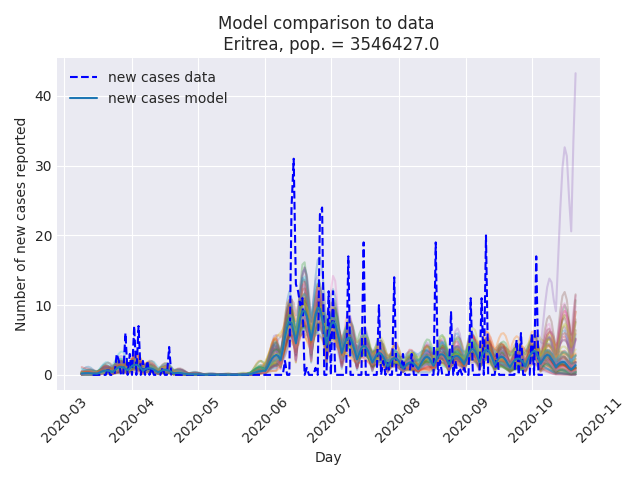 Model comparison to data
Eritrea, pop. = 3546427.0
new cases data
new cases model
Number of new cases reported
40
30
20
10
0
2020-03
2020-04
2020-05
2020-06
2020-07
2020-08
2020-09
2020-10
2020-11
Day